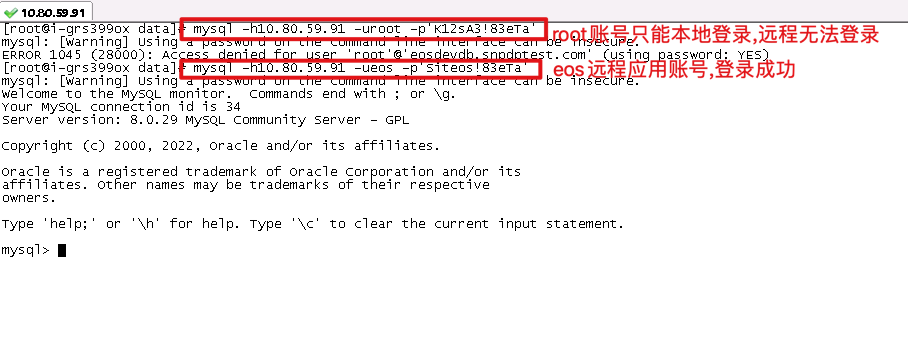 10.80.59.91
[root@i-grs399ox data]# mysql -h10.80.59.91 -uroot -p'K12sA3!83eTa'
root账号只能本地登录,远程无法登录
mysql: [Warning] Using a password on the command line interface can be insecure.
ERROR 1045 (28000): Access denied for user 'root'@'eosdevdb.snpdptest.com' (using password: YES)
[root@i-grs399ox data]# mysql -h10.80.59.91 -ueos -p'Siteos!83eTa'
eos远程应用账号,登录成功
mysql: [Warning] Using a password on the command line interface can be insecure.
Welcome to the MySQL monitor.  Commands end with ; or \g.
Your MySQL connection id is 34
Server version: 8.0.29 MySQL Community Server - GPL
Copyright (c) 2000, 2022, Oracle and/or its affiliates.
Oracle is a registered trademark of Oracle Corporation and/or its
affiliates. Other names may be trademarks of their respective
owners.
Type 'help;' or '\h' for help. Type '\c' to clear the current input statement.
mysql>